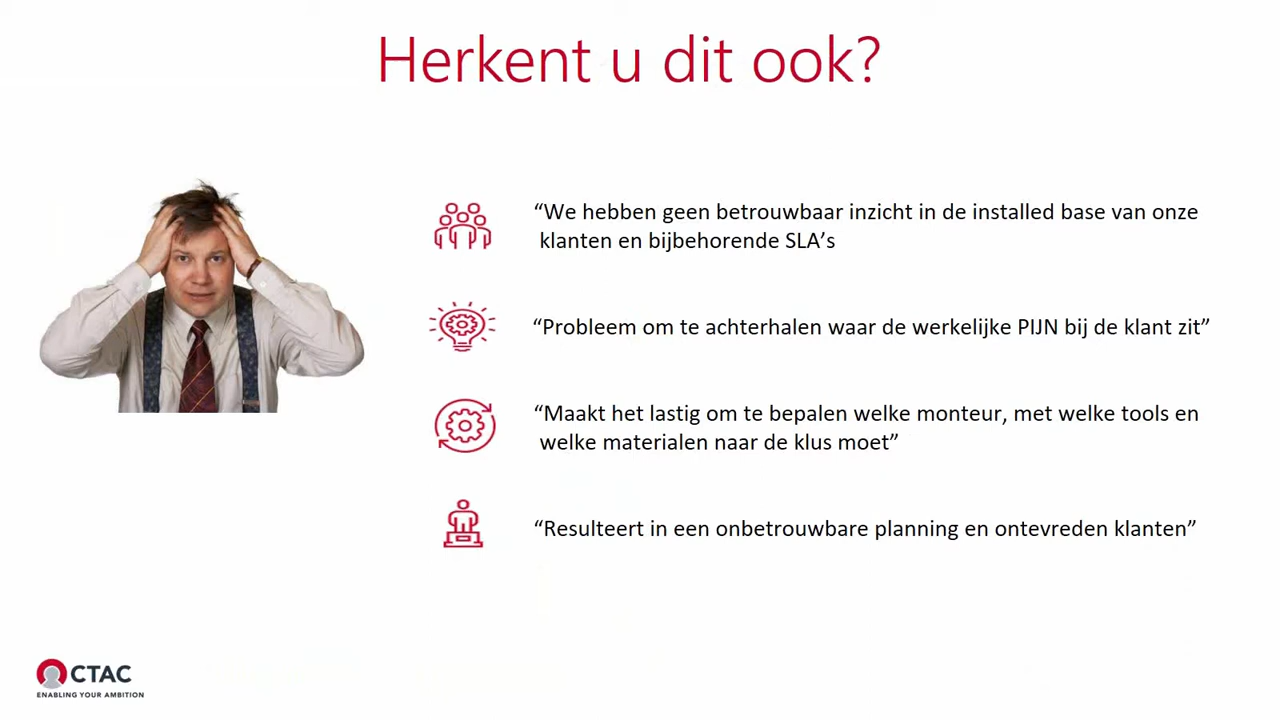 Herkent u dit ook?
“We hebben geen betrouwbaar inzicht in de installed base van onze
klanten en bijbehorende SLA’s
“Probleem om te achterhalen waar de werkelijke PIJN bij de klant zit”
“Maakt het lastig om te bepalen welke monteur, met welke tools en
welke materialen naar de klus moet”
“Resulteert in een onbetrouwbare planning en ontevreden klanten”
CTAC
ENABLING YOUR AMBITION